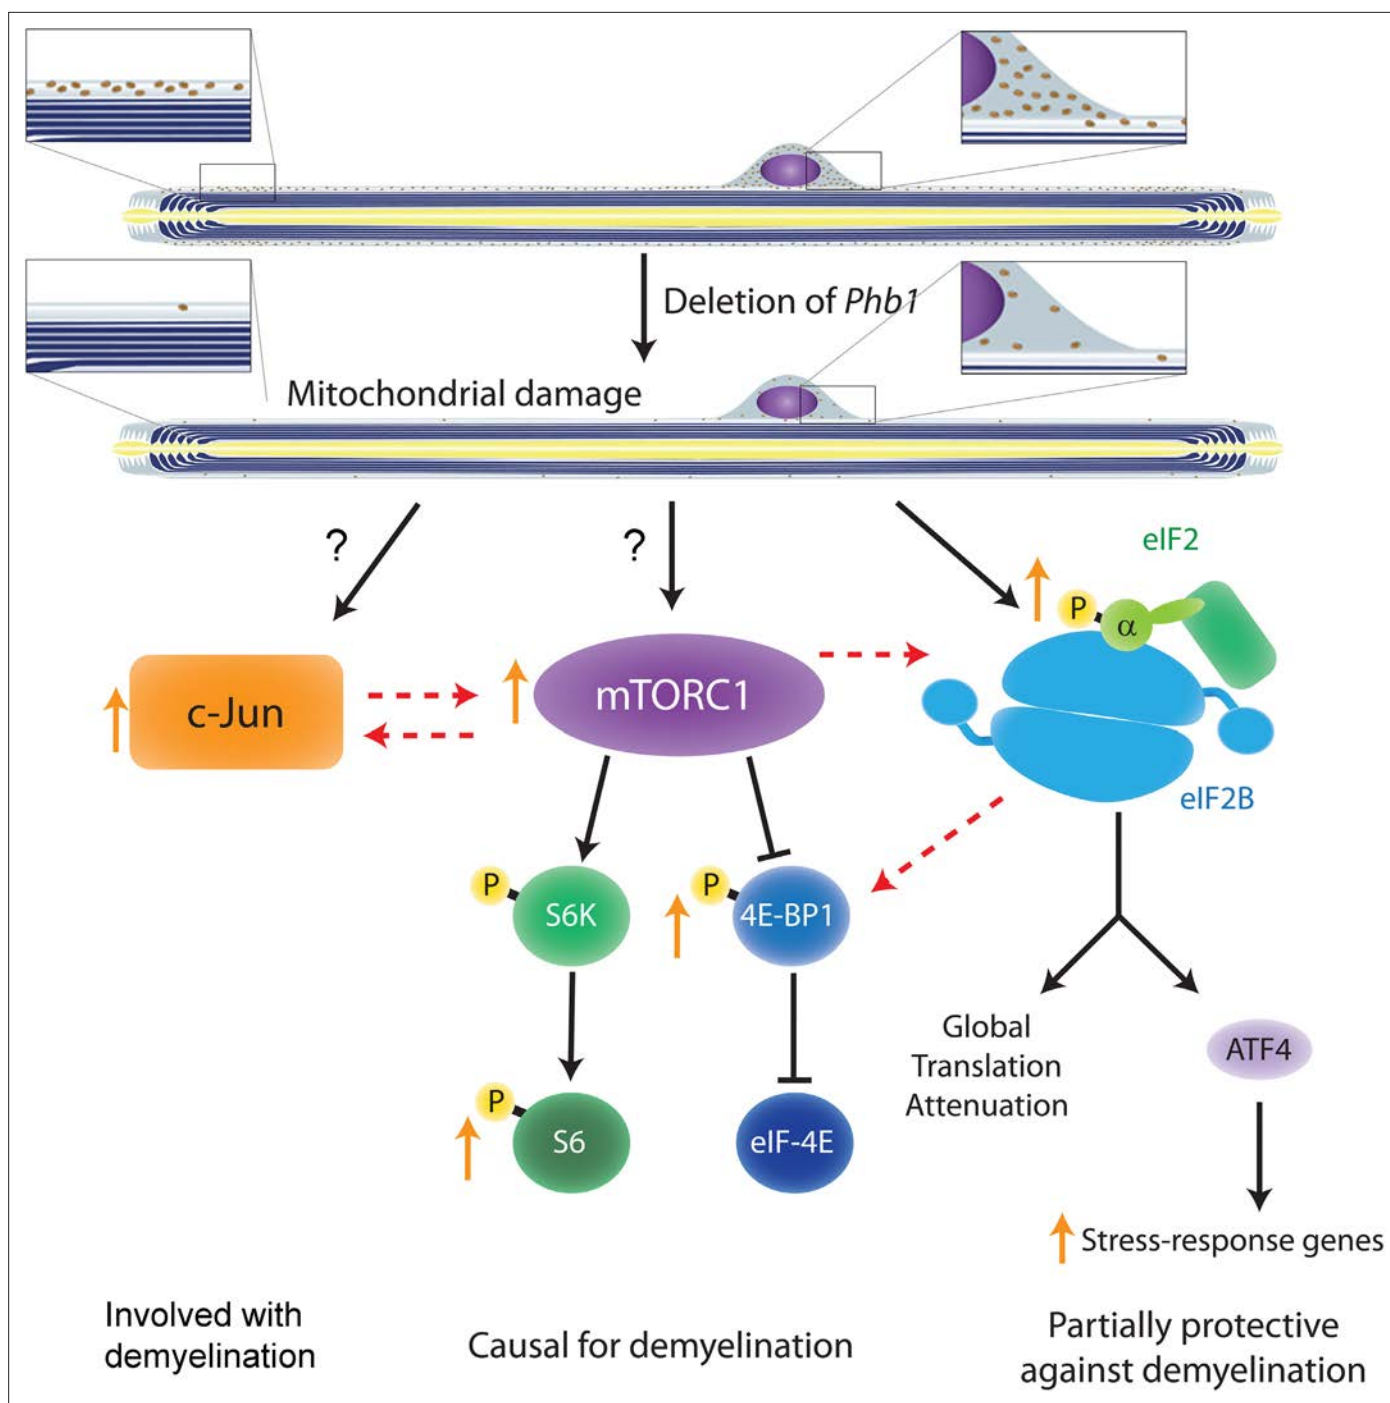 Deletion of Phb1
Mitochondrial damage
?
?
eIF2
P
α
c-Jun
mTORC1
eIF2B
P
S6K
P
4E-BP1
Global
Translation
Attenuation
ATF4
P
S6
eIF-4E
Stress-response genes
Involved with
demyelination
Causal for demyelination
Partially protective
against demyelination